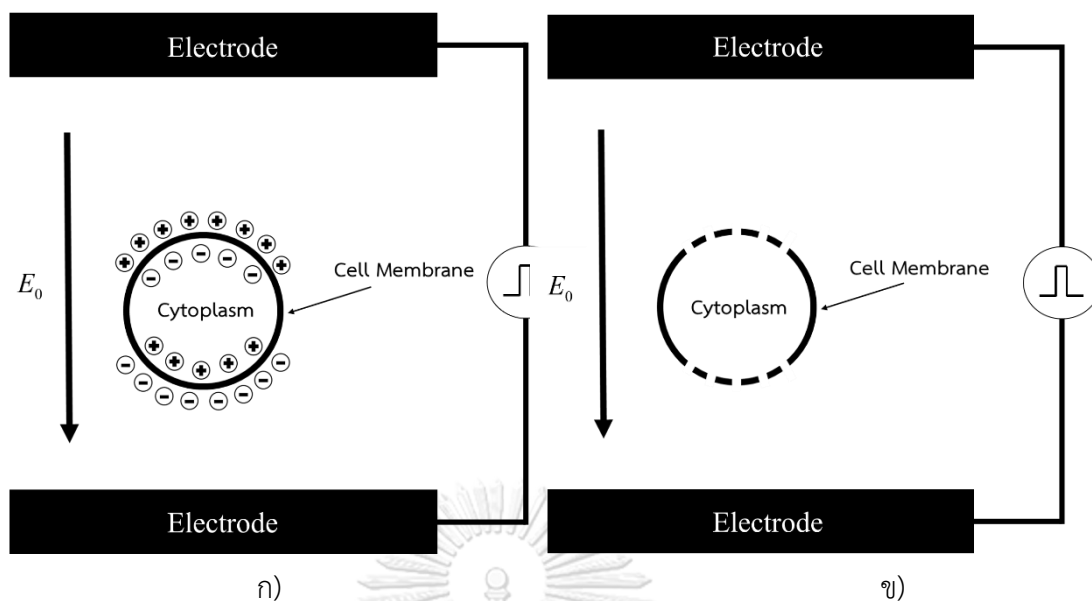 Electrode
E₀
Cell Membrane
Cytoplasm
Electrode
ก)
Electrode
E₀
Cell Membrane
Cytoplasm
Electrode
ข)